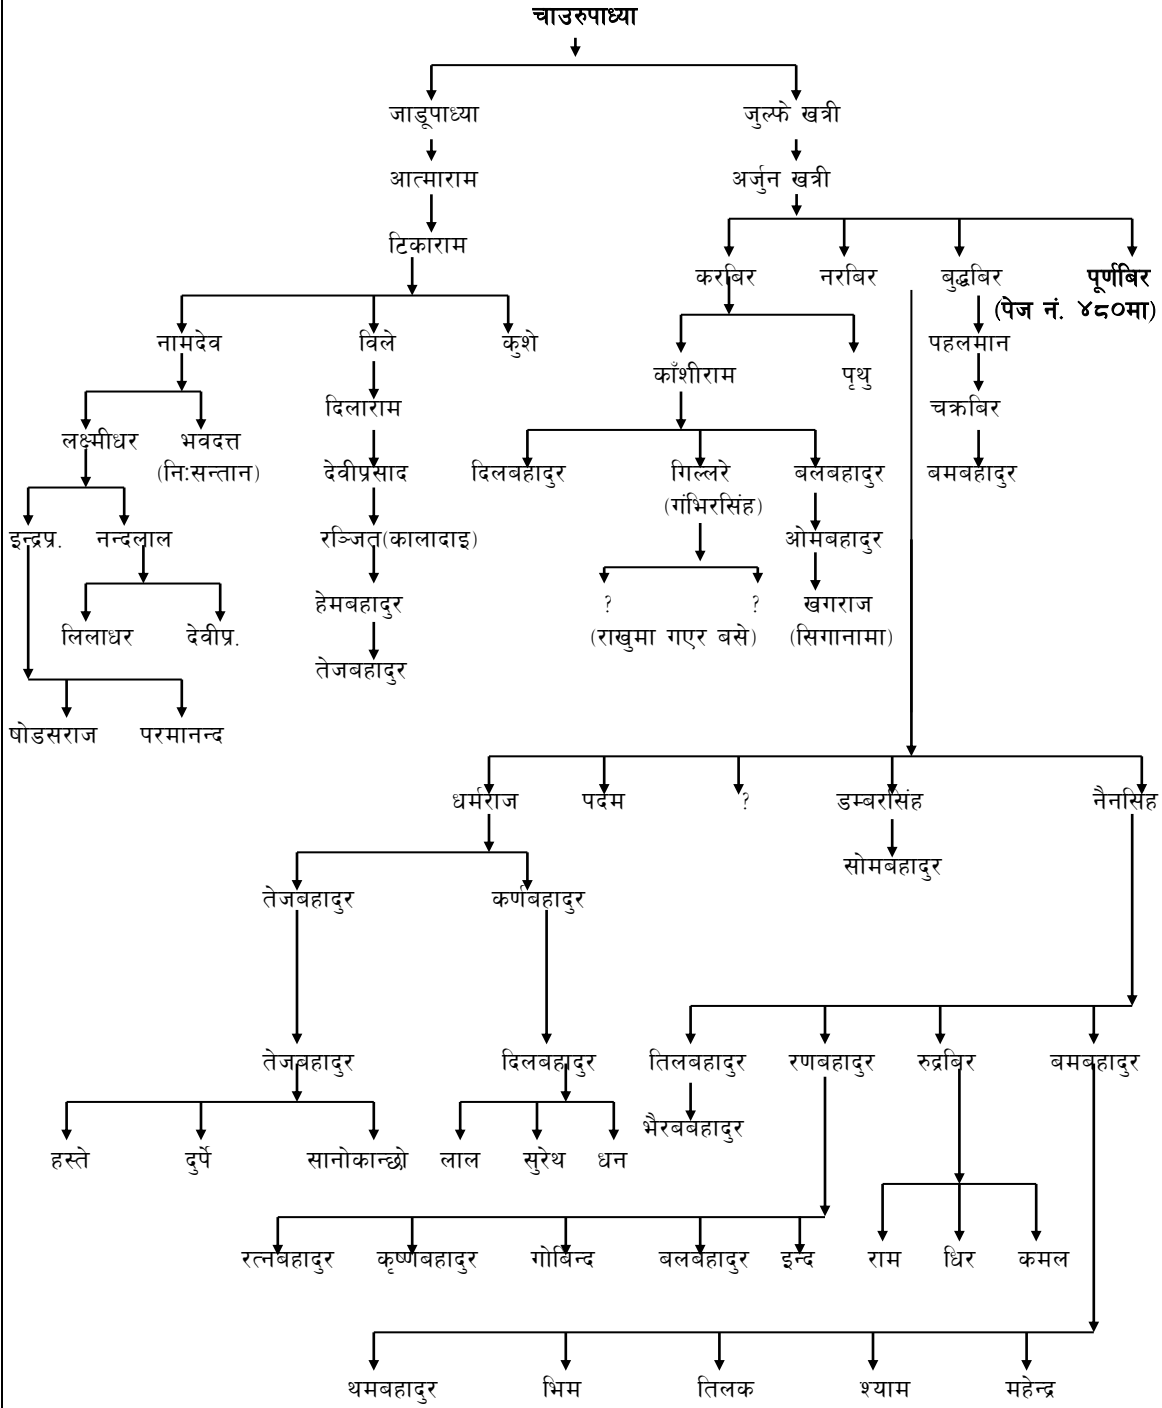 चाउरुपाध्या
जाडूपाध्या जुल्फे खत्री
आत्माराम अर्जुन खत्री
टिकाराम
करबिर नरबिर बुद्धबिर पूर्णबिर
(पेज नं. ४८०मा)
नामदेव विले कुशे पहलमान
काँशीराम पृथु
दिलाराम चक्रबिर
लक्ष्मीधर भवदत्त
(नि:सन्तान) देवीप्रसाद दिलबहादुर गिल्लरे बलबहादुर बमबहादुर
(गंभिरसिंह)
इन्द्रप्र. नन्दलाल रञ्जित(कालादाइ) ओमबहादुर
हेमबहादुर ? ? खगराज
लिलाधर देवीप्र. (राखुमा गएर बसे) (सिगानामा)
तेजबहादुर
षोडसराज परमानन्द
धर्मराज पदम ? डम्बरसिंह नैनसिंह
सोमबहादुर
तेजबहादुर कर्णबहादुर
तेजबहादुर दिलबहादुर तिलबहादुर रणबहादुर रुद्रबिर बमबहादुर
भैरबबहादुर
हस्ते दुर्पे सानोकान्छो लाल सुरेथ धन
रत्नबहादुर कृष्णबहादुर गोबिन्द बलबहादुर इन्द राम धिर कमल
थमबहादुर भिम तिलक श्याम महेन्द्र